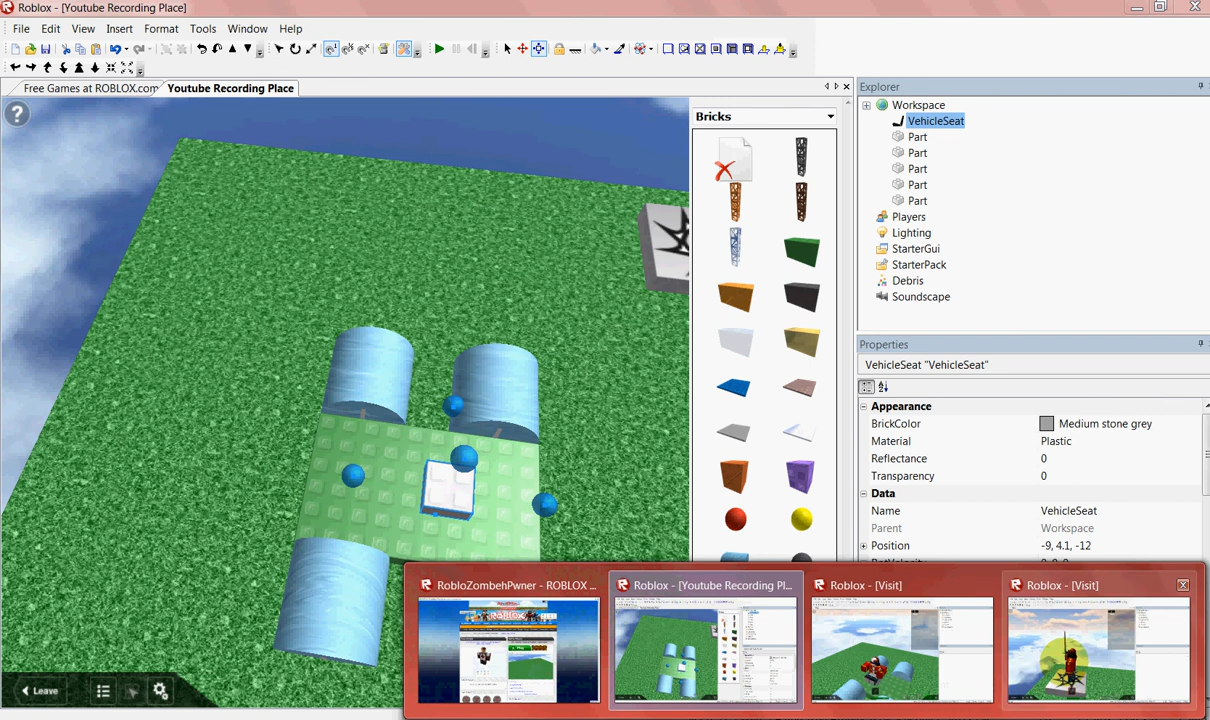 Roblox - [Youtube Recording Place]
File Edit View Insert Format Tools Window Help
Free Games at ROBLOX.com
Youtube Recording Place
?
Bricks
Explorer
Workspace
VehicleSeat
Part
Part
Part
Part
Part
Players
Lighting
StarterGui
StarterPack
Debris
Soundscape
Properties
VehicleSeat "VehicleSeat"
Appearance
BrickColor Medium stone grey
Material Plastic
Reflectance 0
Transparency 0
Data
Name VehicleSeat
Parent Workspace
Position -9, 4.1, -12
RobloZombehPwner - ROBLOX ...
Roblox - [Youtube Recording Pl...
Roblox - [Visit]
Roblox - [Visit]
ROBLOX
Leave